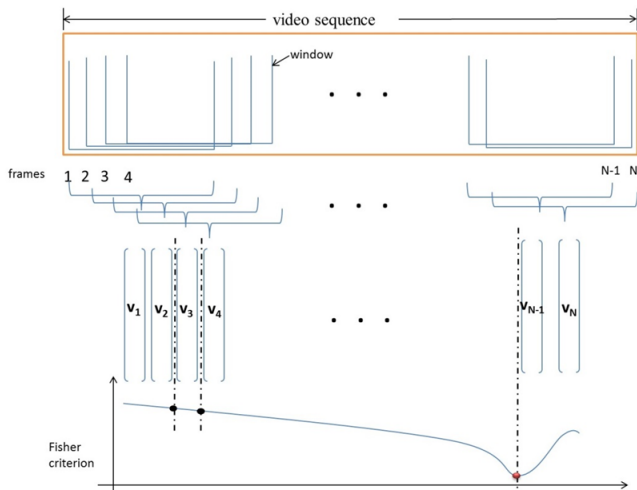 video sequence
window
. . .
frames 1 2 3 4 N-1 N
. . .
v1 v2 v3 v4 . . . vN-1 vN
Fisher
criterion